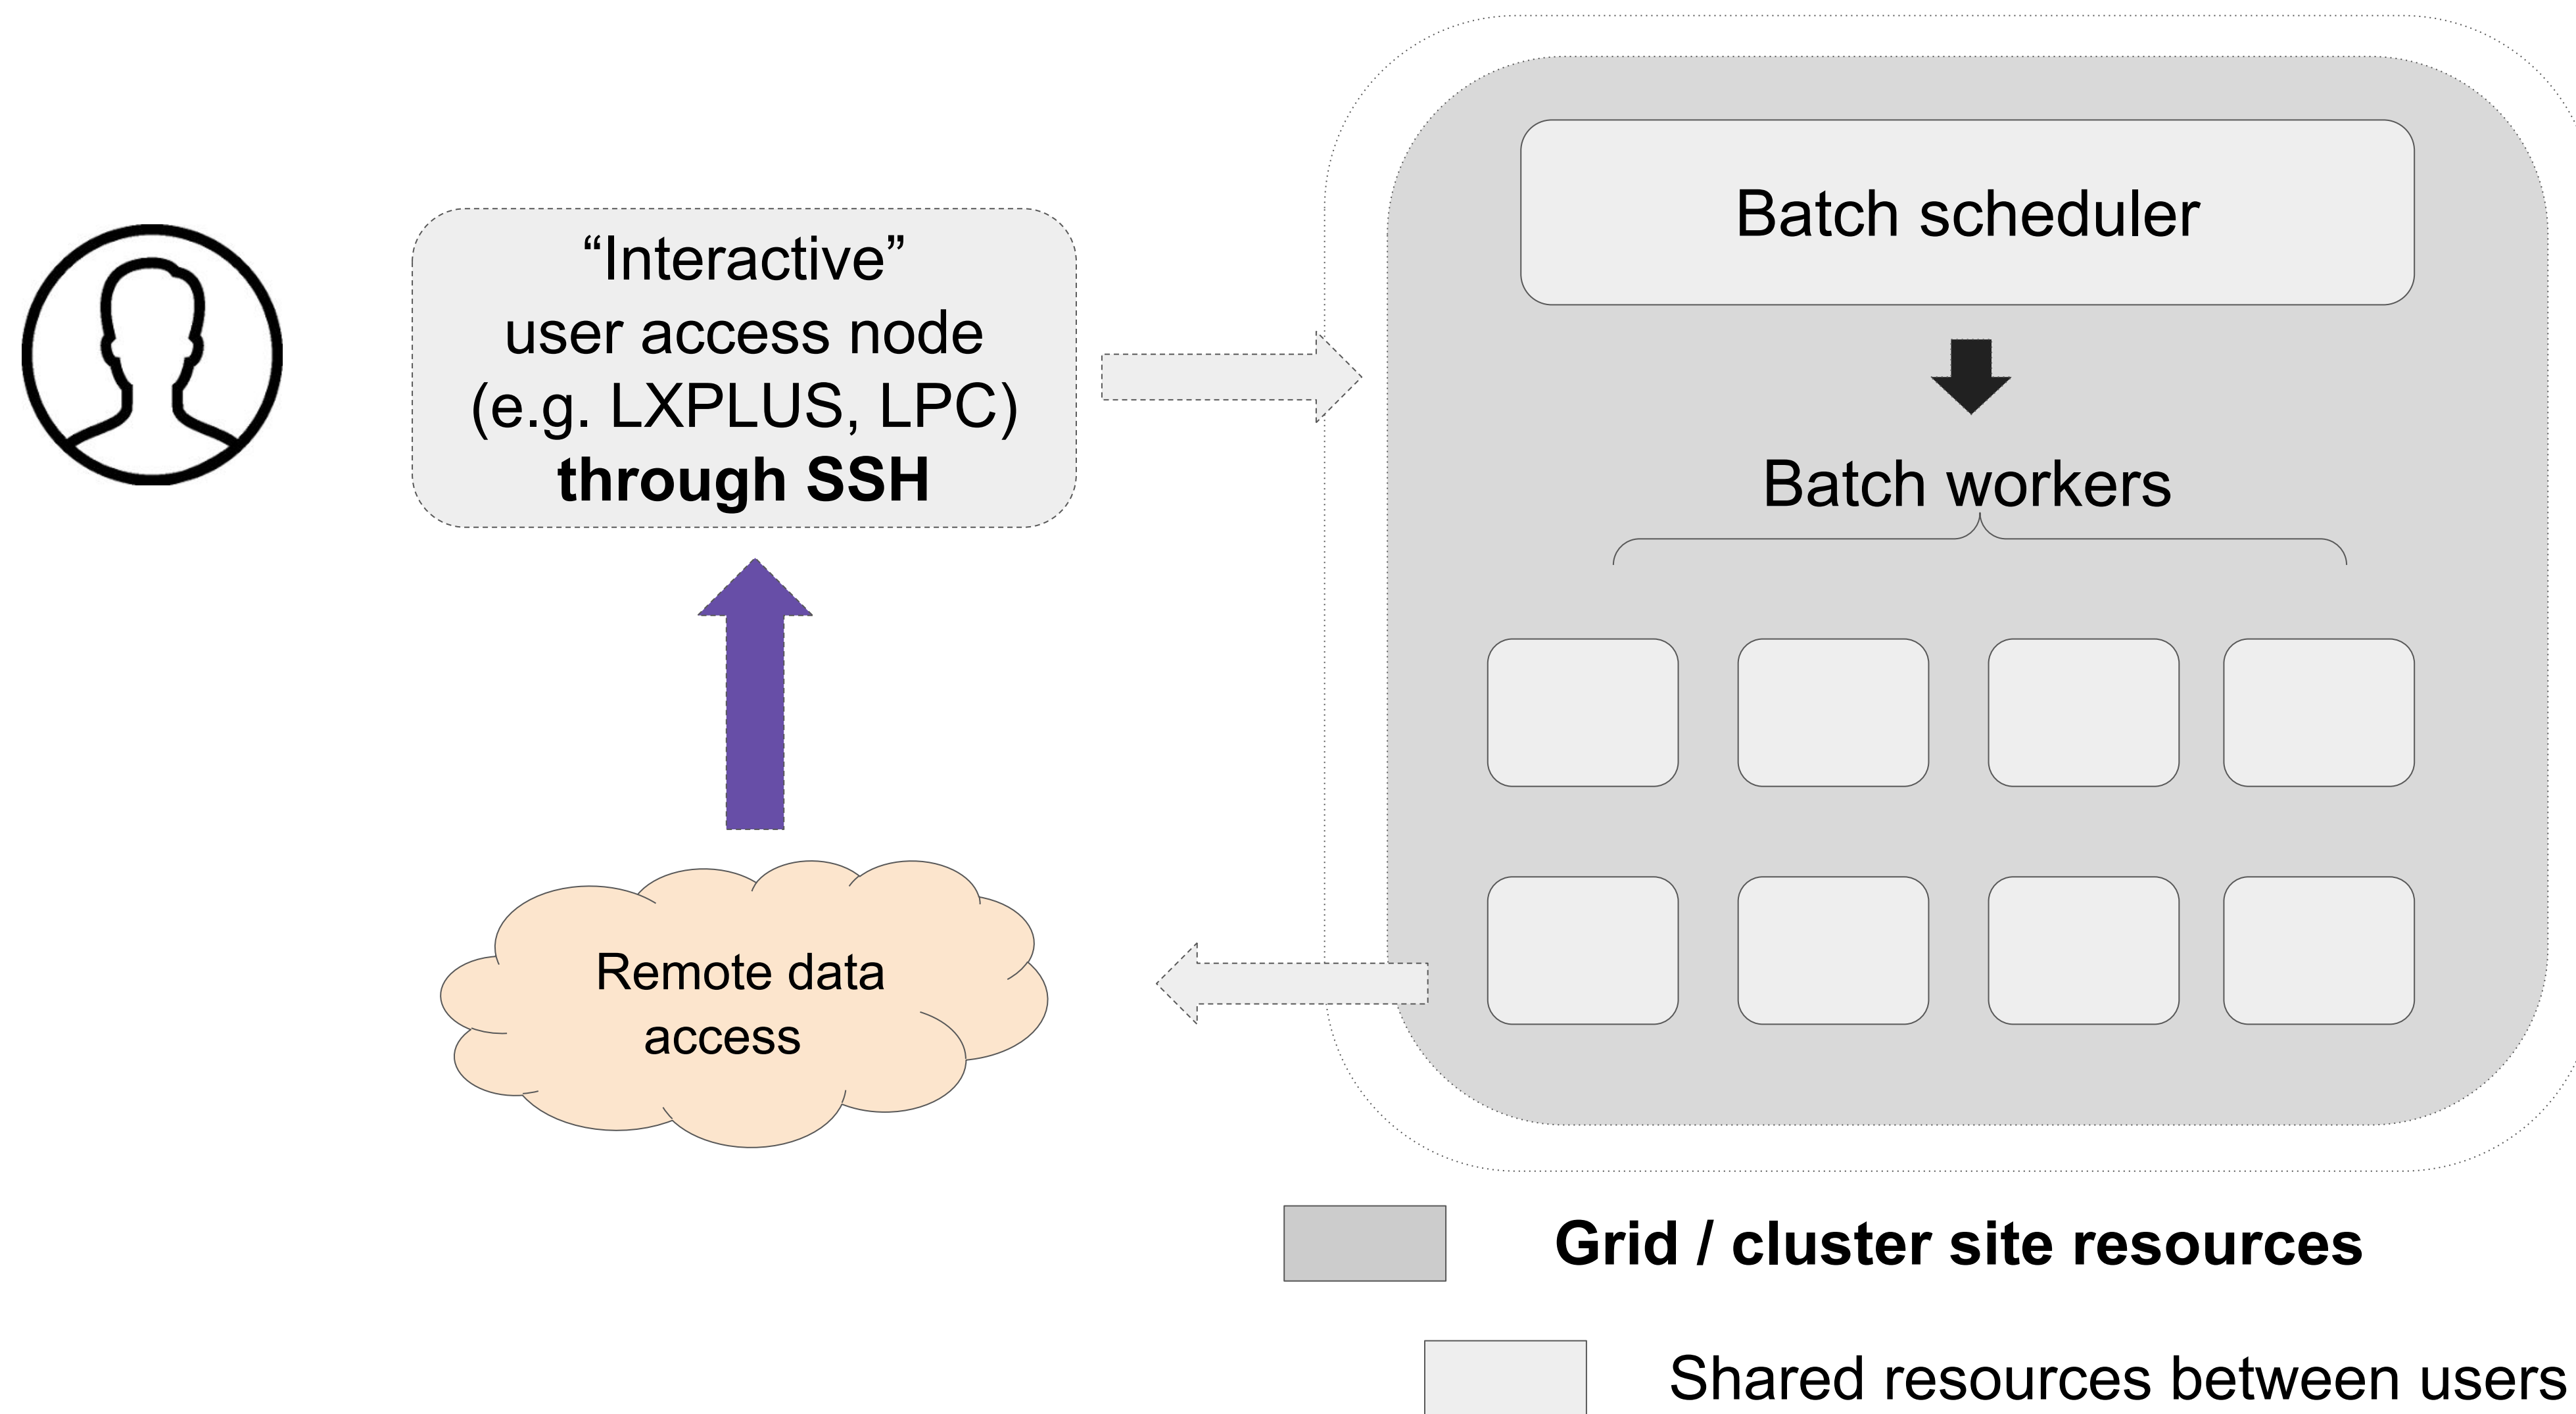 “Interactive”
user access node
(e.g. LXPLUS, LPC)
through SSH
Batch scheduler
Batch workers
Remote data
access
Grid / cluster site resources
Shared resources between users